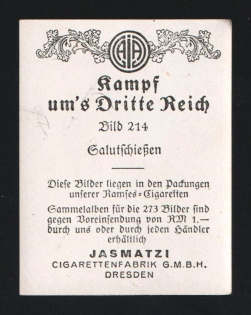 Kampf
um's Dritte Reich
Bild 214
Salutschießen
Diese Bilder liegen in den Packungen
unserer Ramses-Cigaretten
Sammelalben für die 273 Bilder sind
gegen Voreinsendung von RM 1.—
durch uns oder durch jeden Händler
erhältlich
JASMATZI
CIGARETTENFABRIK G.M.B.H.
DRESDEN